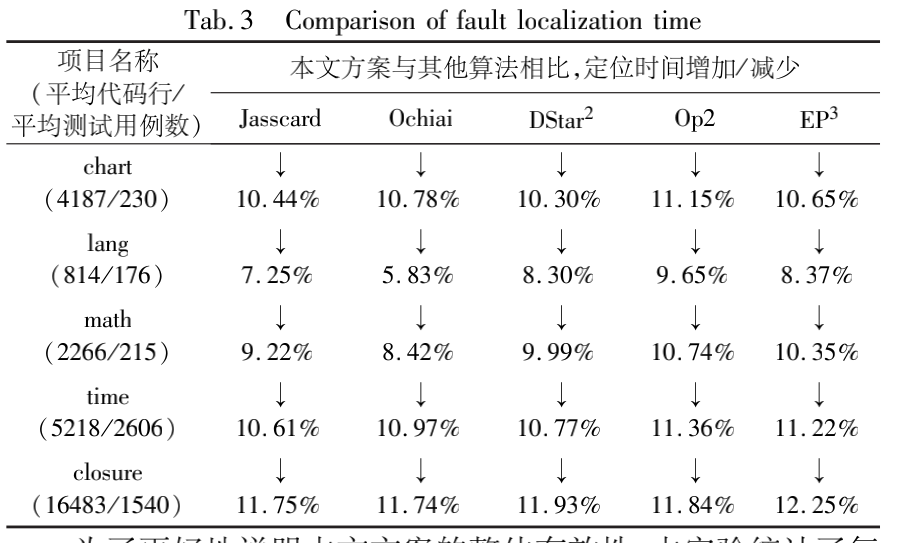 Tab. 3 Comparison of fault localization time
项目名称
(平均代码行/
平均测试用例数)
本文方案与其他算法相比,定位时间增加/减少
Jasscard Ochiai DStar² Op2 EP³
chart ↓ ↓ ↓ ↓ ↓
(4187/230) 10.44% 10.78% 10.30% 11.15% 10.65%
lang ↓ ↓ ↓ ↓ ↓
(814/176) 7.25% 5.83% 8.30% 9.65% 8.37%
math ↓ ↓ ↓ ↓ ↓
(2266/215) 9.22% 8.42% 9.99% 10.74% 10.35%
time ↓ ↓ ↓ ↓ ↓
(5218/2606) 10.61% 10.97% 10.77% 11.36% 11.22%
closure ↓ ↓ ↓ ↓ ↓
(16483/1540) 11.75% 11.74% 11.93% 11.84% 12.25%